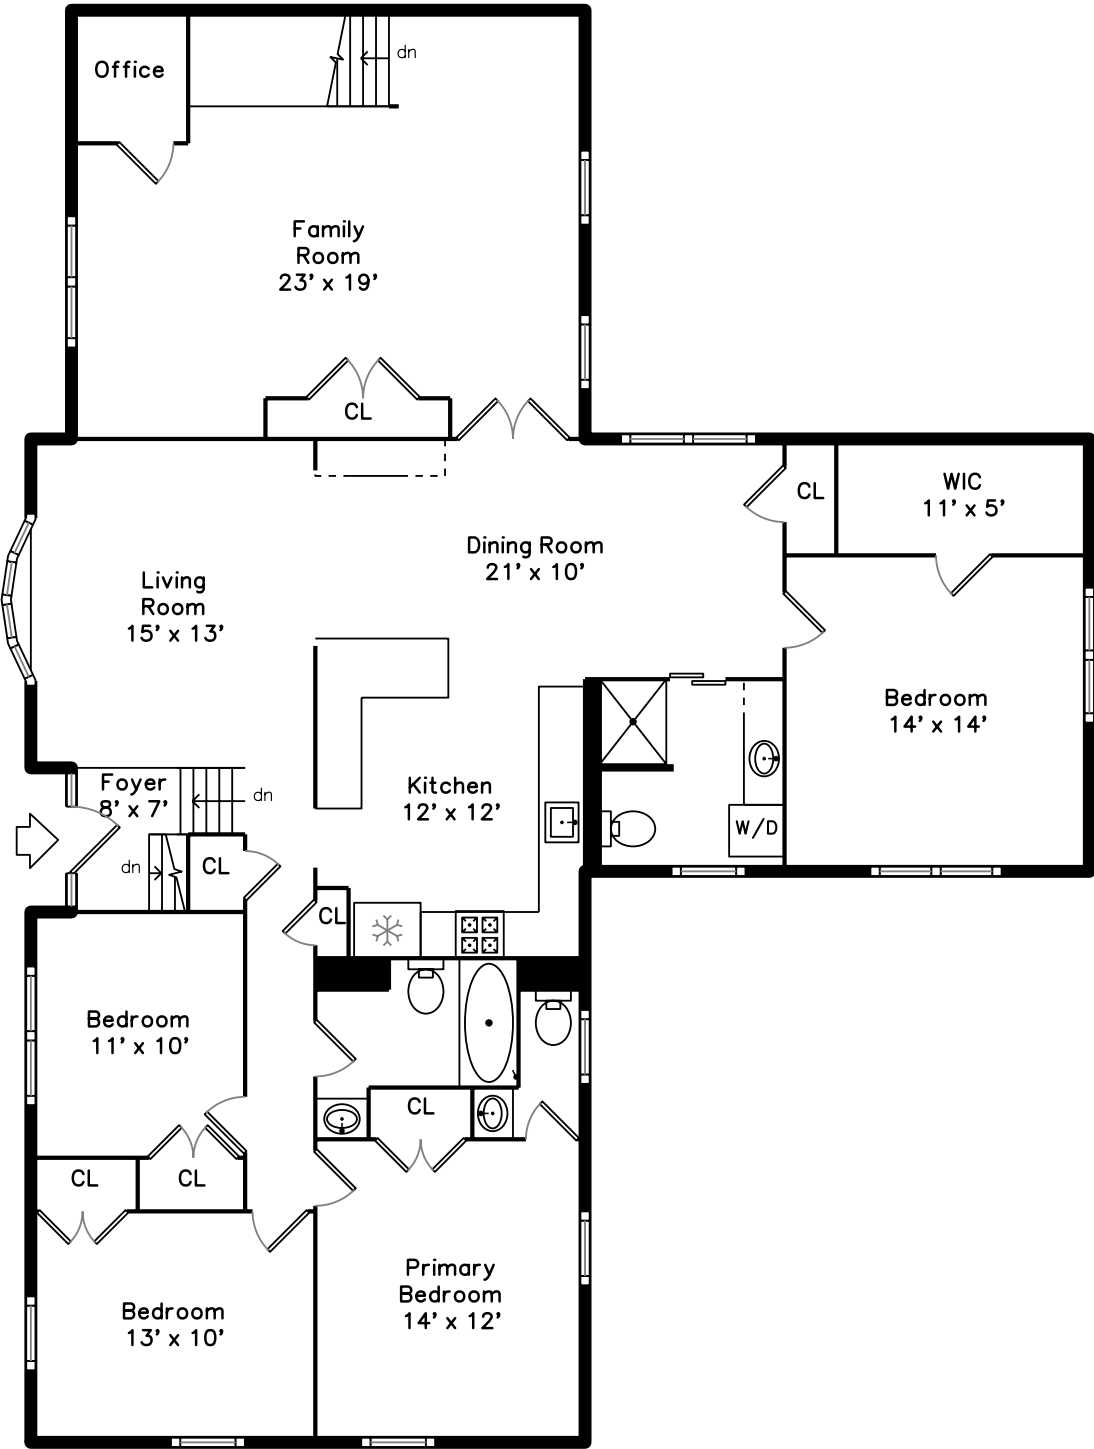 dn
Office
Family
Room
23' x 19'
CL
CL
WIC
11' x 5'
Dining Room
21' x 10'
Living
Room
15' x 13'
Bedroom
14' x 14'
Foyer
8' x 7'
dn
Kitchen
12' x 12'
W/D
dn
CL
CL
Bedroom
11' x 10'
CL
CL
CL
Primary
Bedroom
14' x 12'
Bedroom
13' x 10'